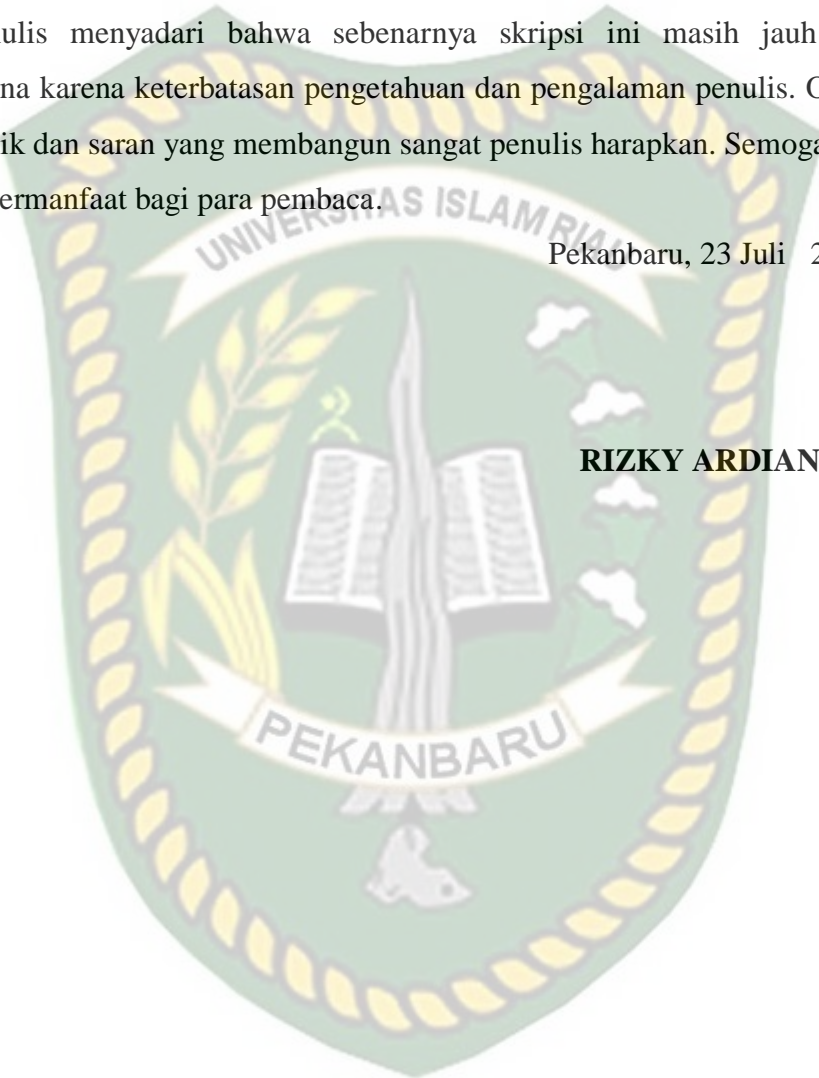 ulis menyadari bahwa sebenarnya skripsi ini masih jauh
na karena keterbatasan pengetahuan dan pengalaman penulis.
ik dan saran yang membangun sangat penulis harapkan. Semoga
ermanfaat bagi para pembaca.
UNIVERSITAS ISLAM RIAU
Pekanbaru, 23 Juli 2
RIZKY ARDIAN
PEKANBARU